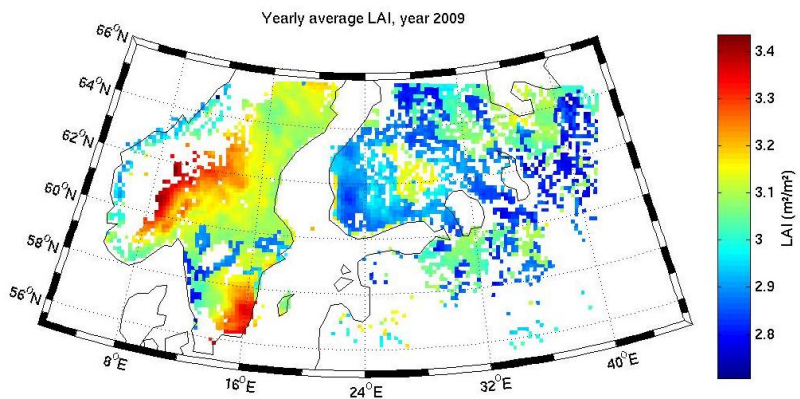 Yearly average LAI, year 2009
66°N
64°N
62°N
60°N
58°N
56°N
8°E
16°E
24°E
32°E
40°E
3.4
3.3
3.2
3.1
3
2.9
2.8
LAI (m²/m²)